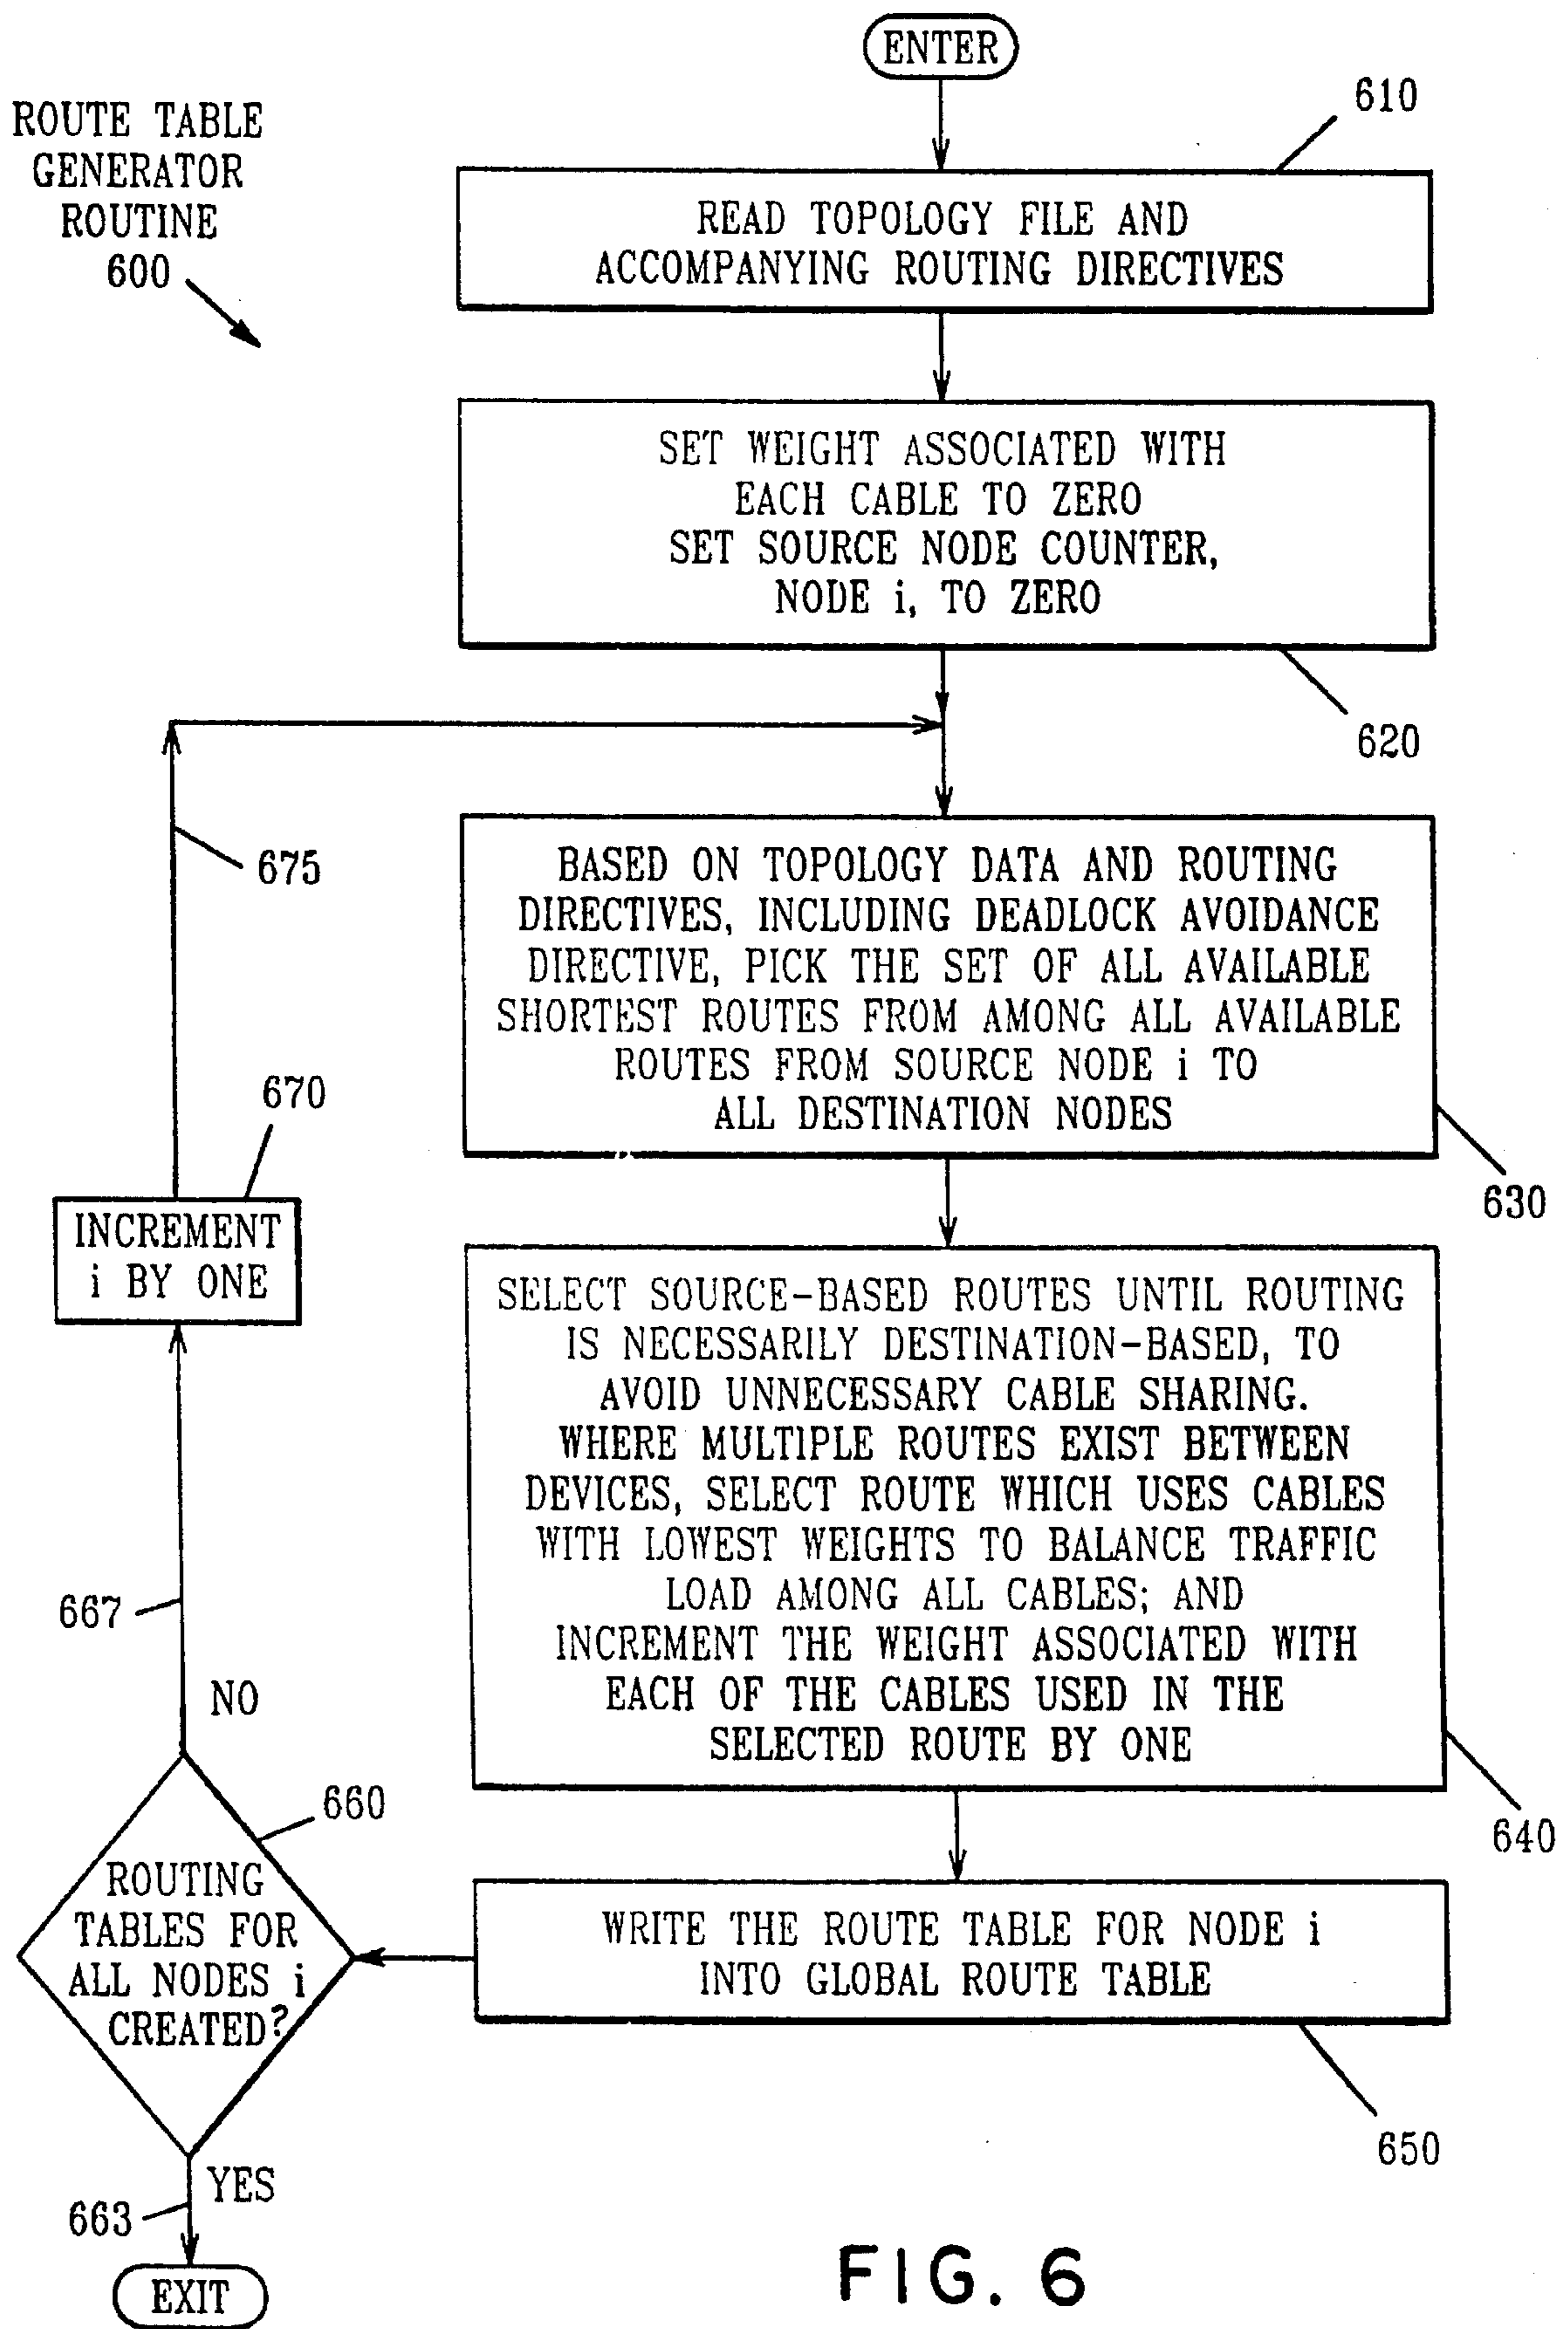 ENTER
610
ROUTE TABLE
GENERATOR
ROUTINE
600
READ TOPOLOGY FILE AND
ACCOMPANYING ROUTING DIRECTIVES
SET WEIGHT ASSOCIATED WITH
EACH CABLE TO ZERO
SET SOURCE NODE COUNTER,
NODE i, TO ZERO
620
675
BASED ON TOPOLOGY DATA AND ROUTING
DIRECTIVES, INCLUDING DEADLOCK AVOIDANCE
DIRECTIVE, PICK THE SET OF ALL AVAILABLE
SHORTEST ROUTES FROM AMONG ALL AVAILABLE
ROUTES FROM SOURCE NODE i TO
ALL DESTINATION NODES
630
670
INCREMENT
i BY ONE
SELECT SOURCE-BASED ROUTES UNTIL ROUTING
IS NECESSARILY DESTINATION-BASED, TO
AVOID UNNECESSARY CABLE SHARING.
WHERE MULTIPLE ROUTES EXIST BETWEEN
DEVICES, SELECT ROUTE WHICH USES CABLES
WITH LOWEST WEIGHTS TO BALANCE TRAFFIC
LOAD AMONG ALL CABLES; AND
INCREMENT THE WEIGHT ASSOCIATED WITH
EACH OF THE CABLES USED IN THE
SELECTED ROUTE BY ONE
640
667
NO
660
ROUTING
TABLES FOR
ALL NODES i
CREATED?
WRITE THE ROUTE TABLE FOR NODE i
INTO GLOBAL ROUTE TABLE
650
YES
663
EXIT
FIG. 6